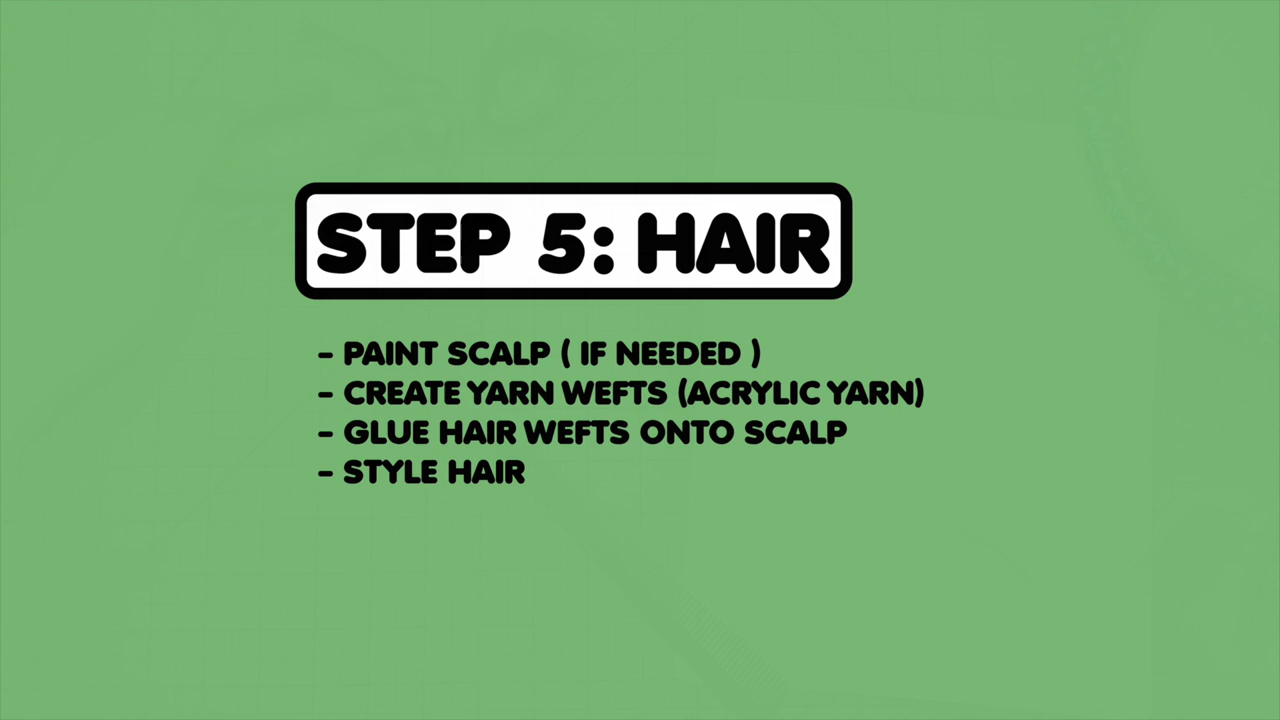 STEP 5: HAIR
- PAINT SCALP ( IF NEEDED )
- CREATE YARN WEFTS (ACRYLIC YARN)
- GLUE HAIR WEFTS ONTO SCALP
- STYLE HAIR